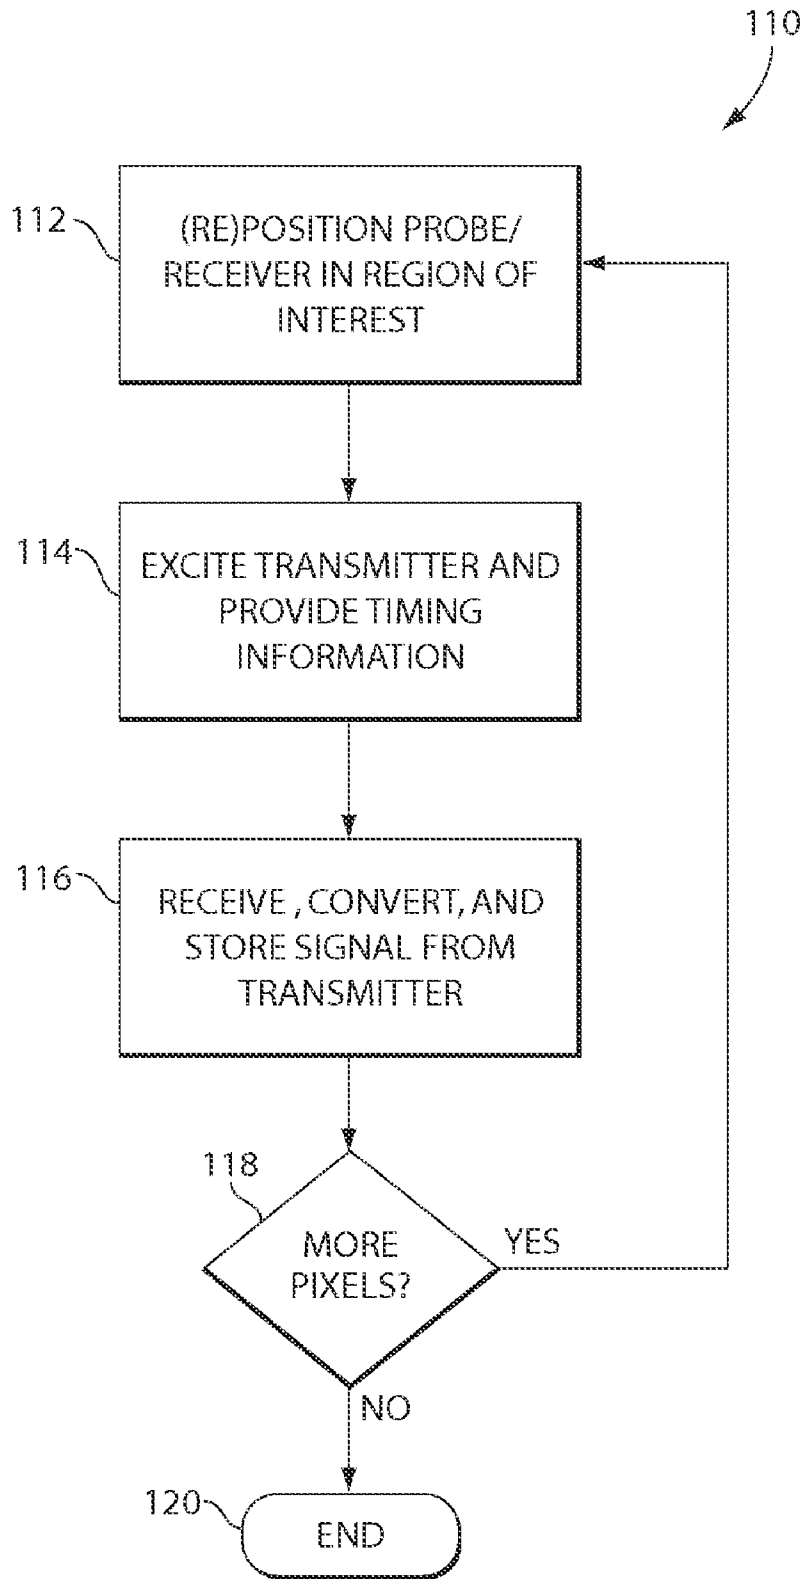 110
112
(RE)POSITION PROBE/
RECEIVER IN REGION OF
INTEREST
114
EXCITE TRANSMITTER AND
PROVIDE TIMING
INFORMATION
116
RECEIVE , CONVERT, AND
STORE SIGNAL FROM
TRANSMITTER
118
MORE
PIXELS?
YES
NO
120
END